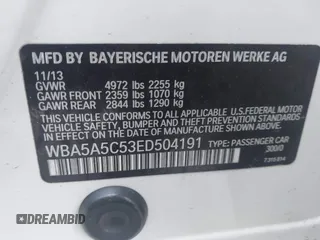 MFD BY BAYERISCHE MOTOREN WERKE AG
11/13
GVWR 4972 lbs 2255 kg
GAWR FRONT 2359 lbs 1070 kg
GAWR REAR 2844 lbs 1290 kg
THIS VEHICLE CONFORMS TO ALL APPLICABLE U.S.
FEDERAL MOTOR VEHICLE SAFETY, BUMPER, AND
THEFT PREVENTION STANDARDS IN EFFECT ON THE
DATE OF MANUFACTURE SHOWN ABOVE.
WBA5A5C53ED504191 TYPE: PASSENGER CAR
300/0
DREAMBID